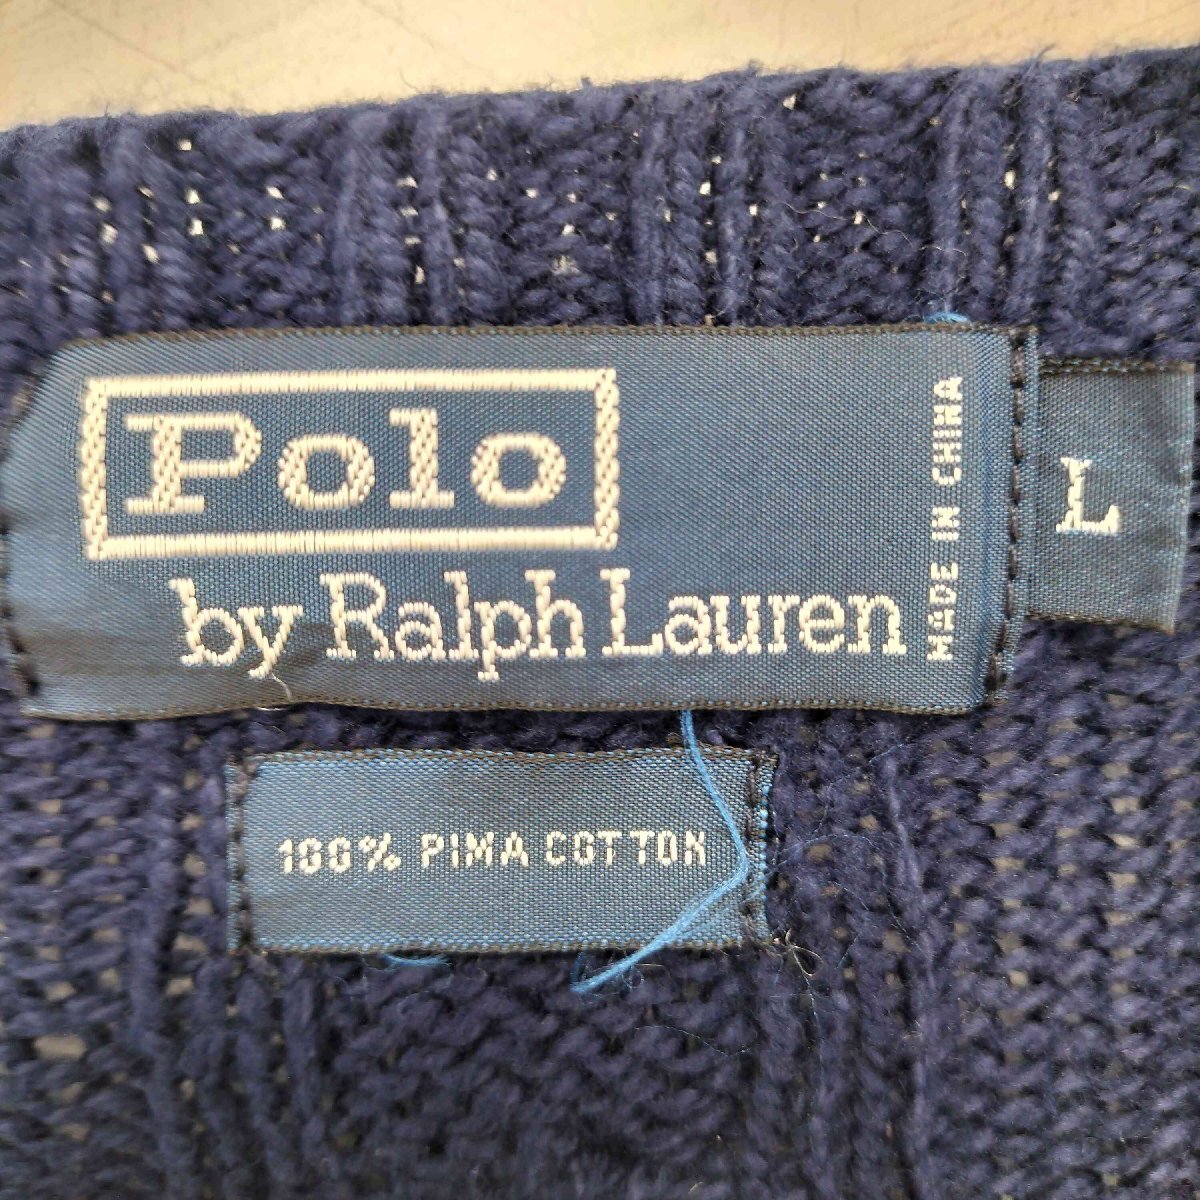 Polo
by Ralph Lauren
MADE IN CHINA
L
100% PIMA COTTON